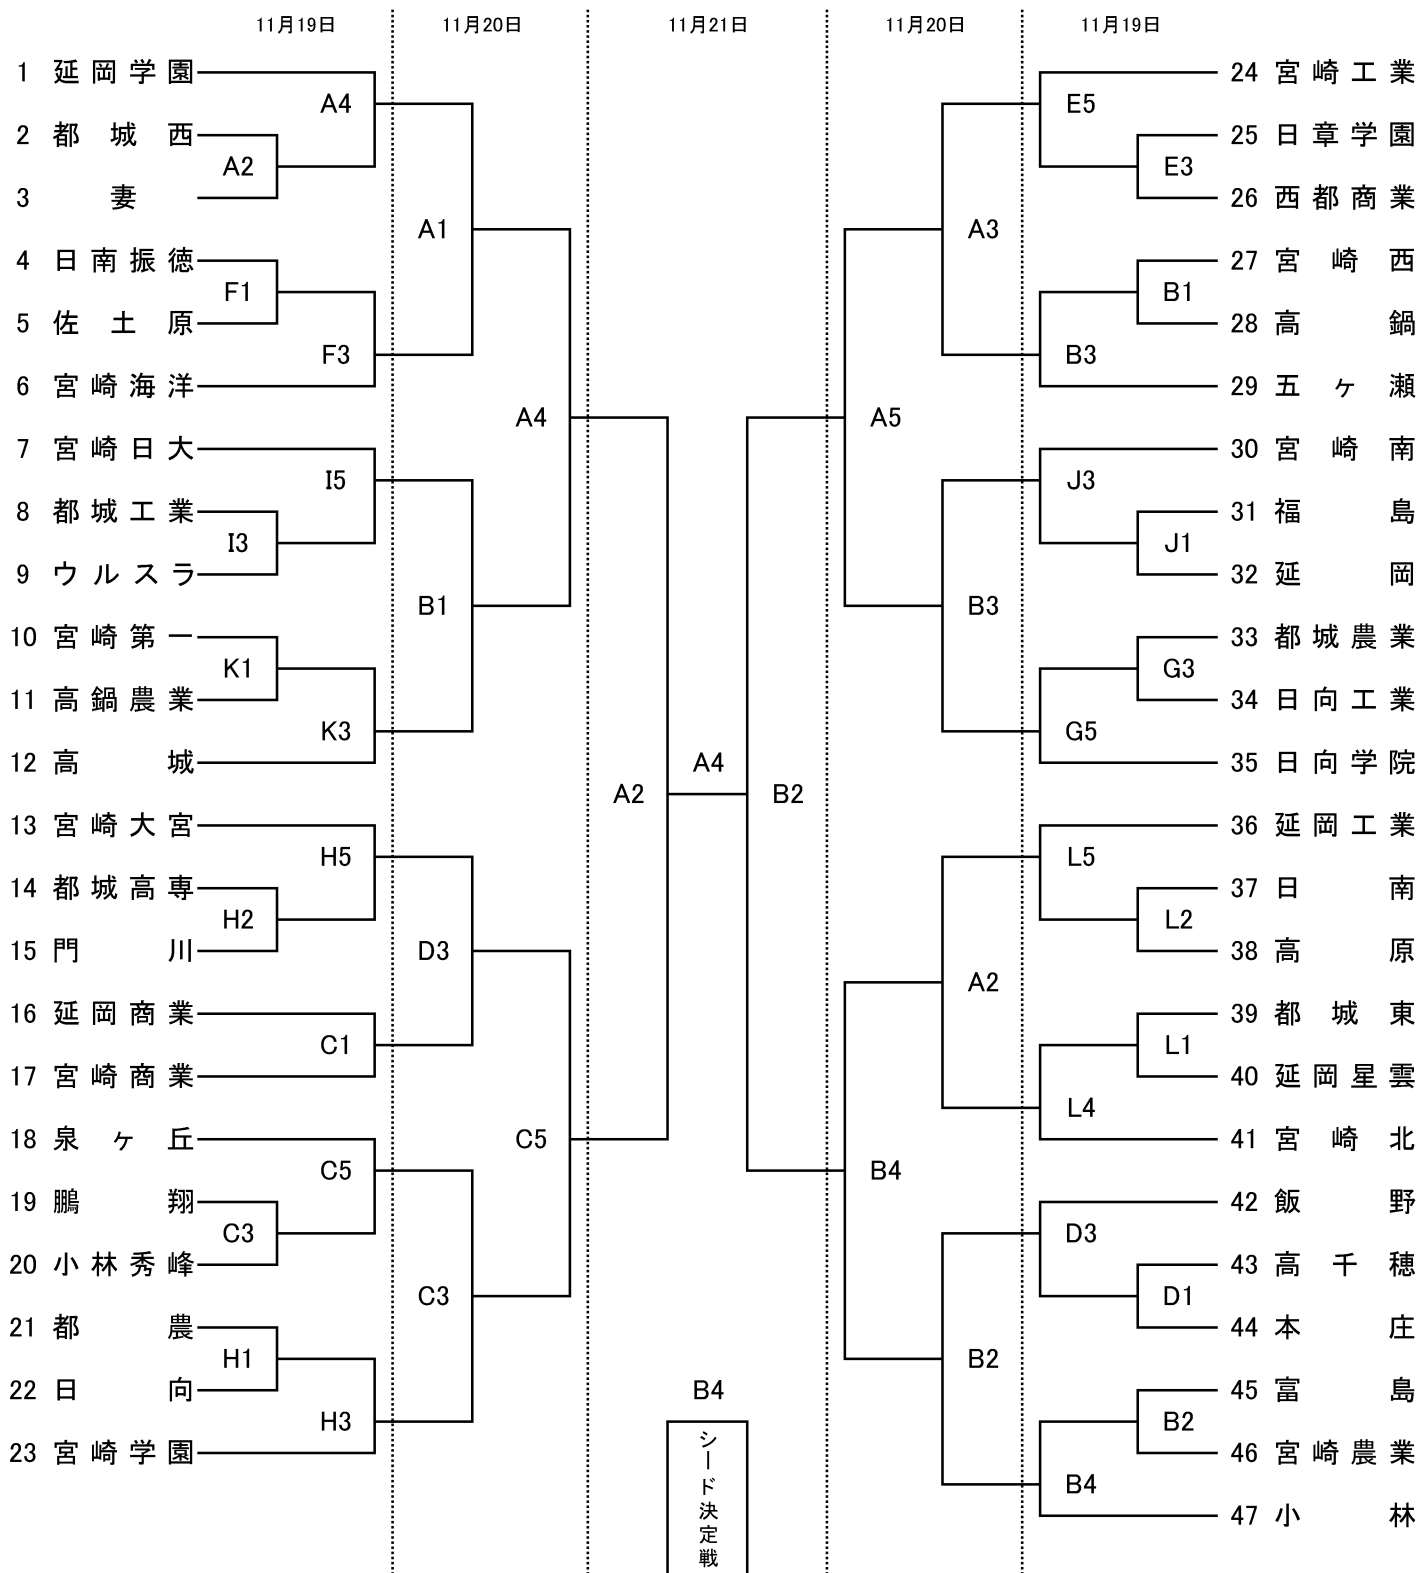 11月19日 11月20日 11月21日 11月20日 11月19日
1 延岡学園
2 都城西
3 妻
4 日南振徳
5 佐土原
6 宮崎海洋
7 宮崎日大
8 都城工業
9 ウルスラ
10 宮崎第一
11 高鍋農業
12 高城
13 宮崎大宮
14 都城高専
15 門川
16 延岡商業
17 宮崎商業
18 泉ヶ丘
19 鵬翔
20 小林秀峰
21 都農
22 日向
23 宮崎学園
A4
A2
F1
F3
I5
I3
K1
K3
H5
H2
C1
C5
C3
H1
H3
A1
B1
D3
C3
A4
C5
A2
A4
B2
B4
シード決定戦
A5
B4
A3
B3
A2
B2
E5
E3
B1
B3
J3
J1
G3
G5
L5
L2
L1
L4
D3
D1
B2
B4
24 宮崎工業
25 日章学園
26 西都商業
27 宮崎西
28 高鍋
29 五ヶ瀬
30 宮崎南
31 福島
32 延岡
33 都城農業
34 日向工業
35 日向学院
36 延岡工業
37 日南
38 高原
39 都城東
40 延岡星雲
41 宮崎北
42 飯野
43 高千穂
44 本庄
45 富島
46 宮崎農業
47 小林